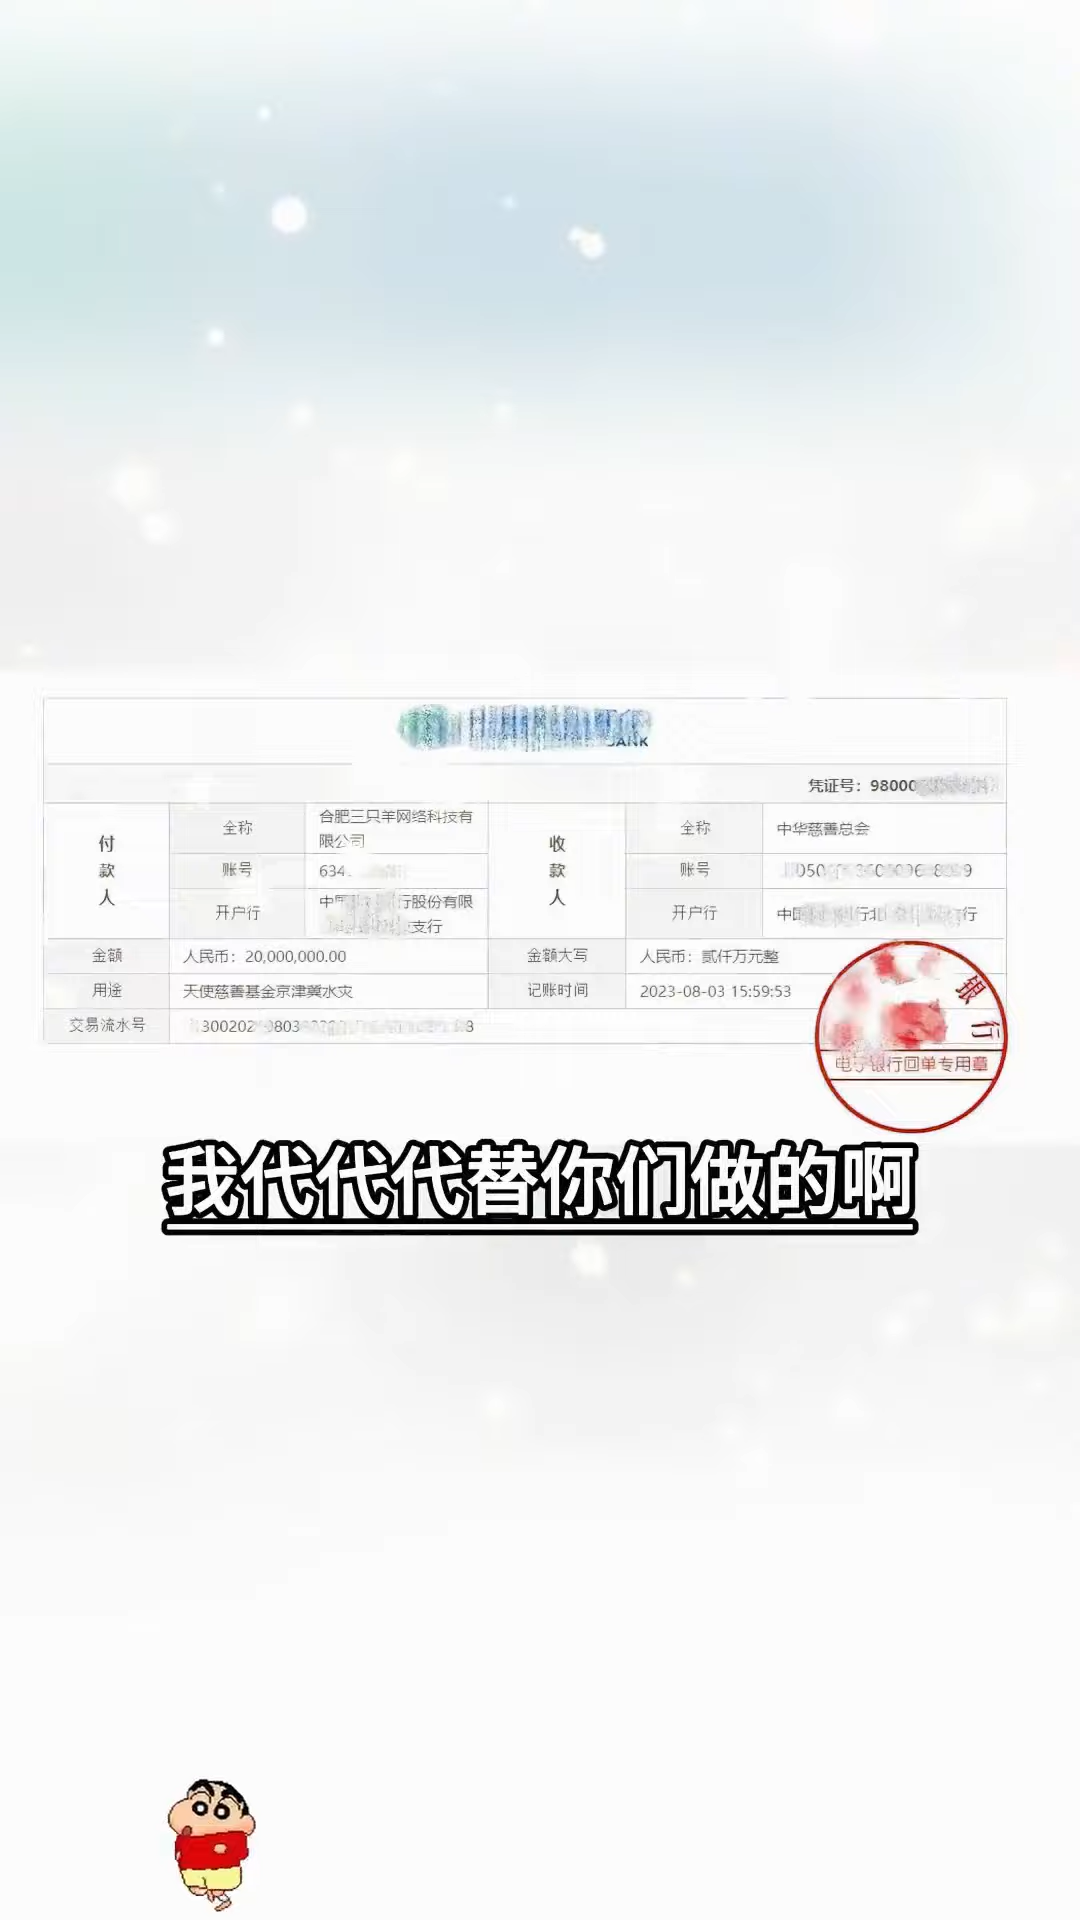 BANK
凭证号：98000
付款人
全称
合肥三只羊网络科技有
限公司
收款人
全称
中华慈善总会
账号
634
账号
开户行
行股份有限
支行
开户行
金额
人民币：20,000,000.00
金额大写
人民币：贰仟万元整
用途
天使慈善基金京津冀水灾
记账时间
2023-08-03 15:59:53
交易流水号
银行
电子银行回单专用章
我代代代替你们做的啊